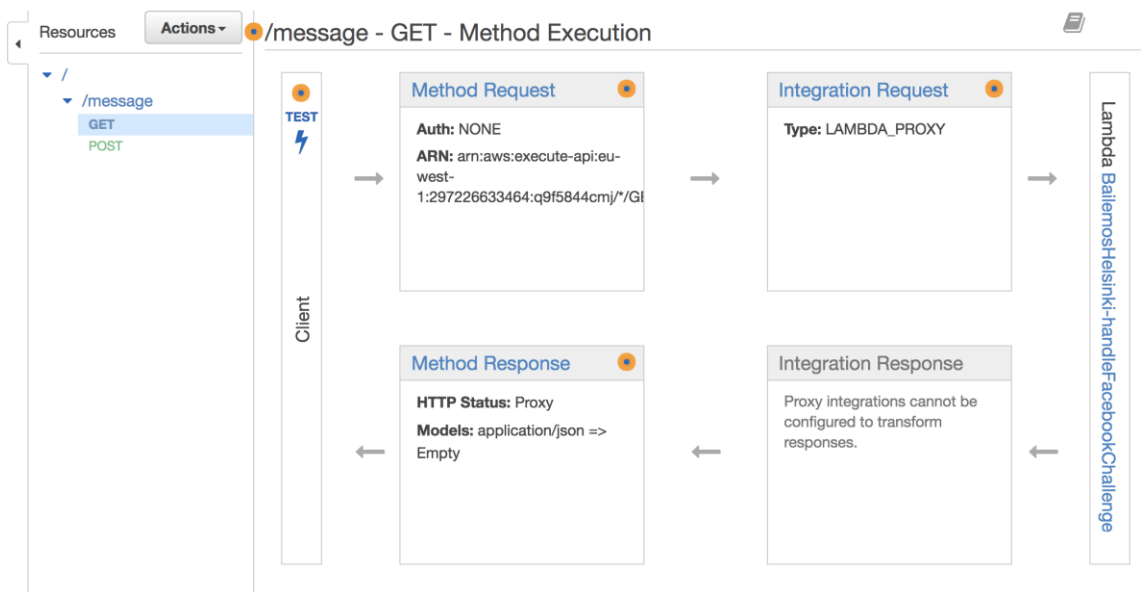 Resources
Actions
/message - GET - Method Execution
/
/message
GET
POST
TEST
Client
Method Request
Auth: NONE
ARN: arn:aws:execute-api:eu-
west-
1:297226633464:q9f5844cmj/*/GE
Integration Request
Type: LAMBDA_PROXY
Lambda BailemosHelsinki-handleFacebookChallenge
Method Response
HTTP Status: Proxy
Models: application/json =>
Empty
Integration Response
Proxy integrations cannot be
configured to transform
responses.